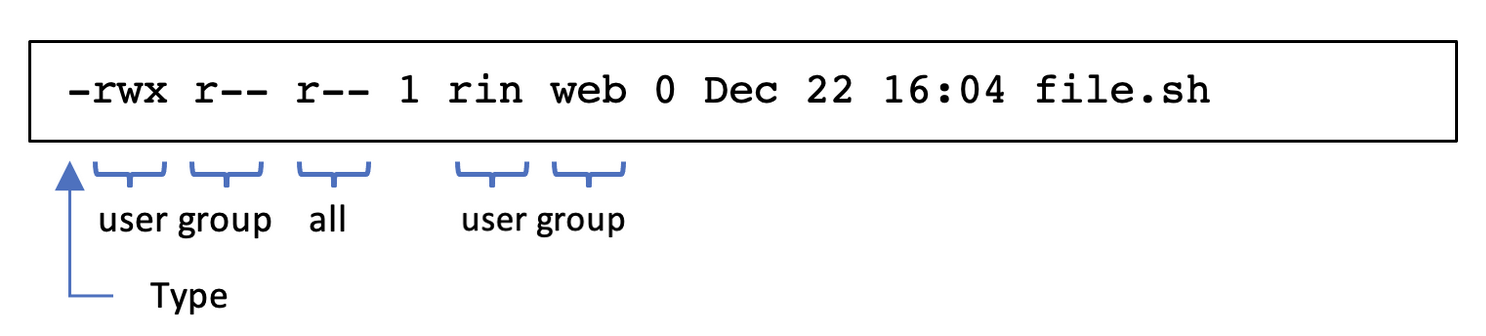 -rwx r-- r-- 1 rin web 0 Dec 22 16:04 file.sh
user group all user group
Type